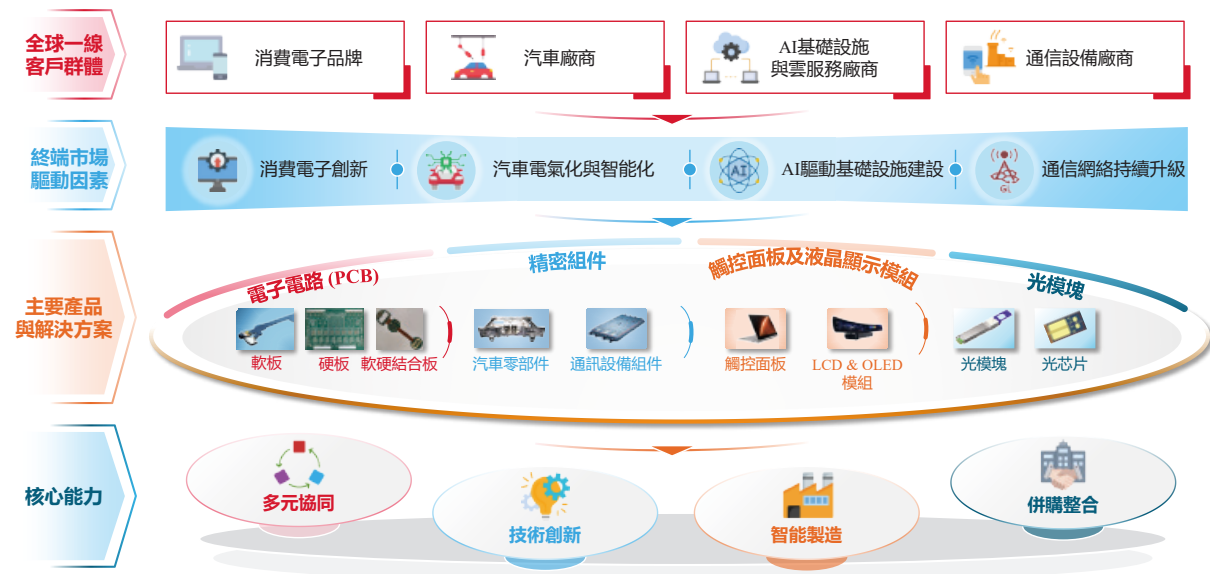 全球一線
客戶群體
消費電子品牌
汽車廠商
AI基礎設施
與雲服務廠商
通信設備廠商
終端市場
驅動因素
消費電子創新
汽車電氣化與智能化
AI
AI驅動基礎設施建設
GL
通信網絡持續升級
主要產品
與解決方案
電子電路 (PCB)
精密組件
觸控面板及液晶顯示模組
光模塊
軟板
硬板
軟硬結合板
汽車零部件
通訊設備組件
觸控面板
LCD & OLED
模組
光模塊
光芯片
核心能力
多元協同
技術創新
智能製造
併購整合